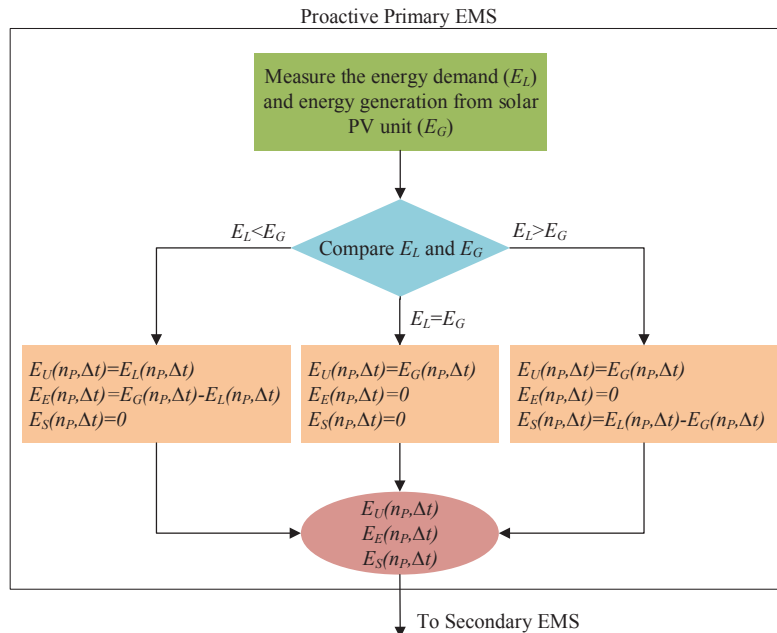 Proactive Primary EMS
Measure the energy demand (E_L)
and energy generation from solar
PV unit (E_G)
E_L<E_G
Compare E_L and E_G
E_L>E_G
E_L=E_G
E_U(n_P,Δt)=E_L(n_P,Δt)
E_E(n_P,Δt)=E_G(n_P,Δt)-E_L(n_P,Δt)
E_S(n_P,Δt)=0
E_U(n_P,Δt)=E_G(n_P,Δt)
E_E(n_P,Δt)=0
E_S(n_P,Δt)=0
E_U(n_P,Δt)=E_G(n_P,Δt)
E_E(n_P,Δt)=0
E_S(n_P,Δt)=E_L(n_P,Δt)-E_G(n_P,Δt)
E_U(n_P,Δt)
E_E(n_P,Δt)
E_S(n_P,Δt)
To Secondary EMS